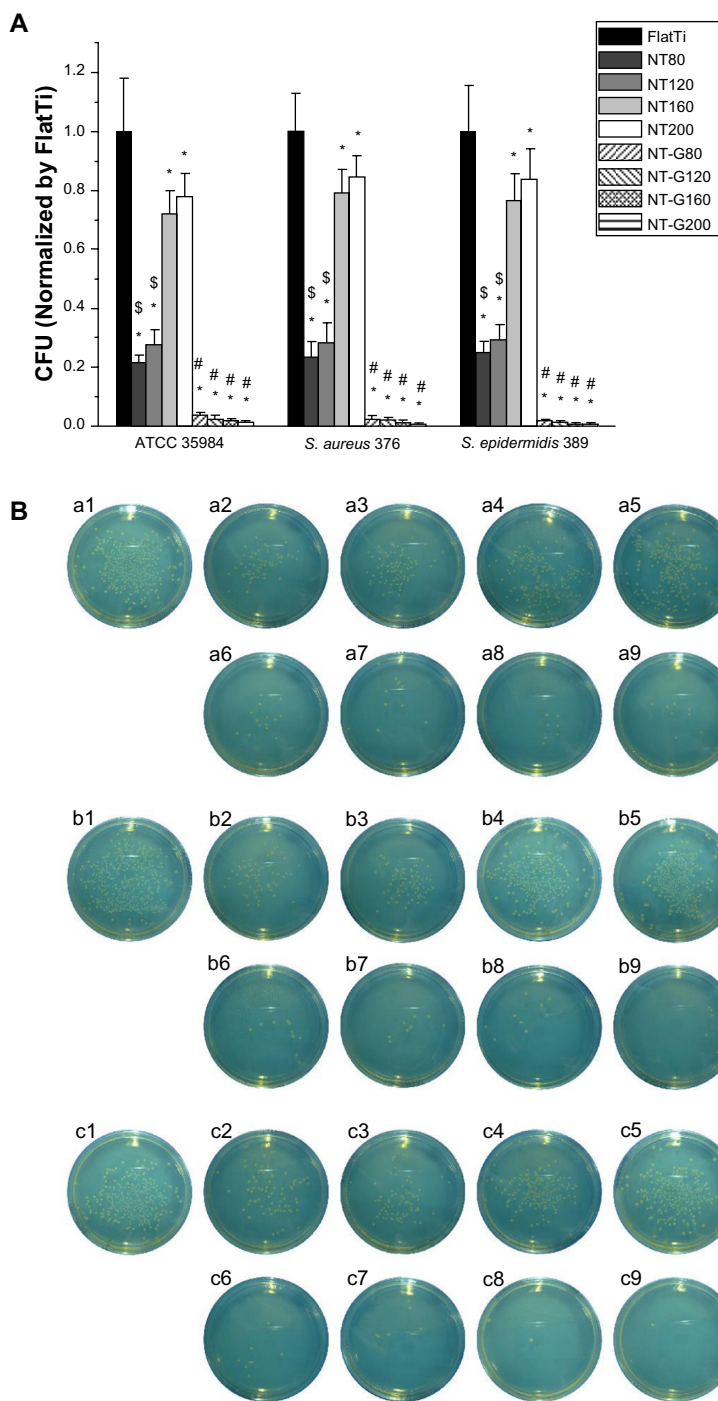 A
CFU (Normalized by FlatTi)
1.2
1.0
0.8
0.6
0.4
0.2
0.0
* *
$ $
* *
# # # #
* * * *
* *
$ $
* *
# # # #
* * * *
* *
$ $
* *
# # # #
* * * *
ATCC 35984
S. aureus 376
S. epidermidis 389
FlatTi
NT80
NT120
NT160
NT200
NT-G80
NT-G120
NT-G160
NT-G200
B
a1 a2 a3 a4 a5
a6 a7 a8 a9
b1 b2 b3 b4 b5
b6 b7 b8 b9
c1 c2 c3 c4 c5
c6 c7 c8 c9